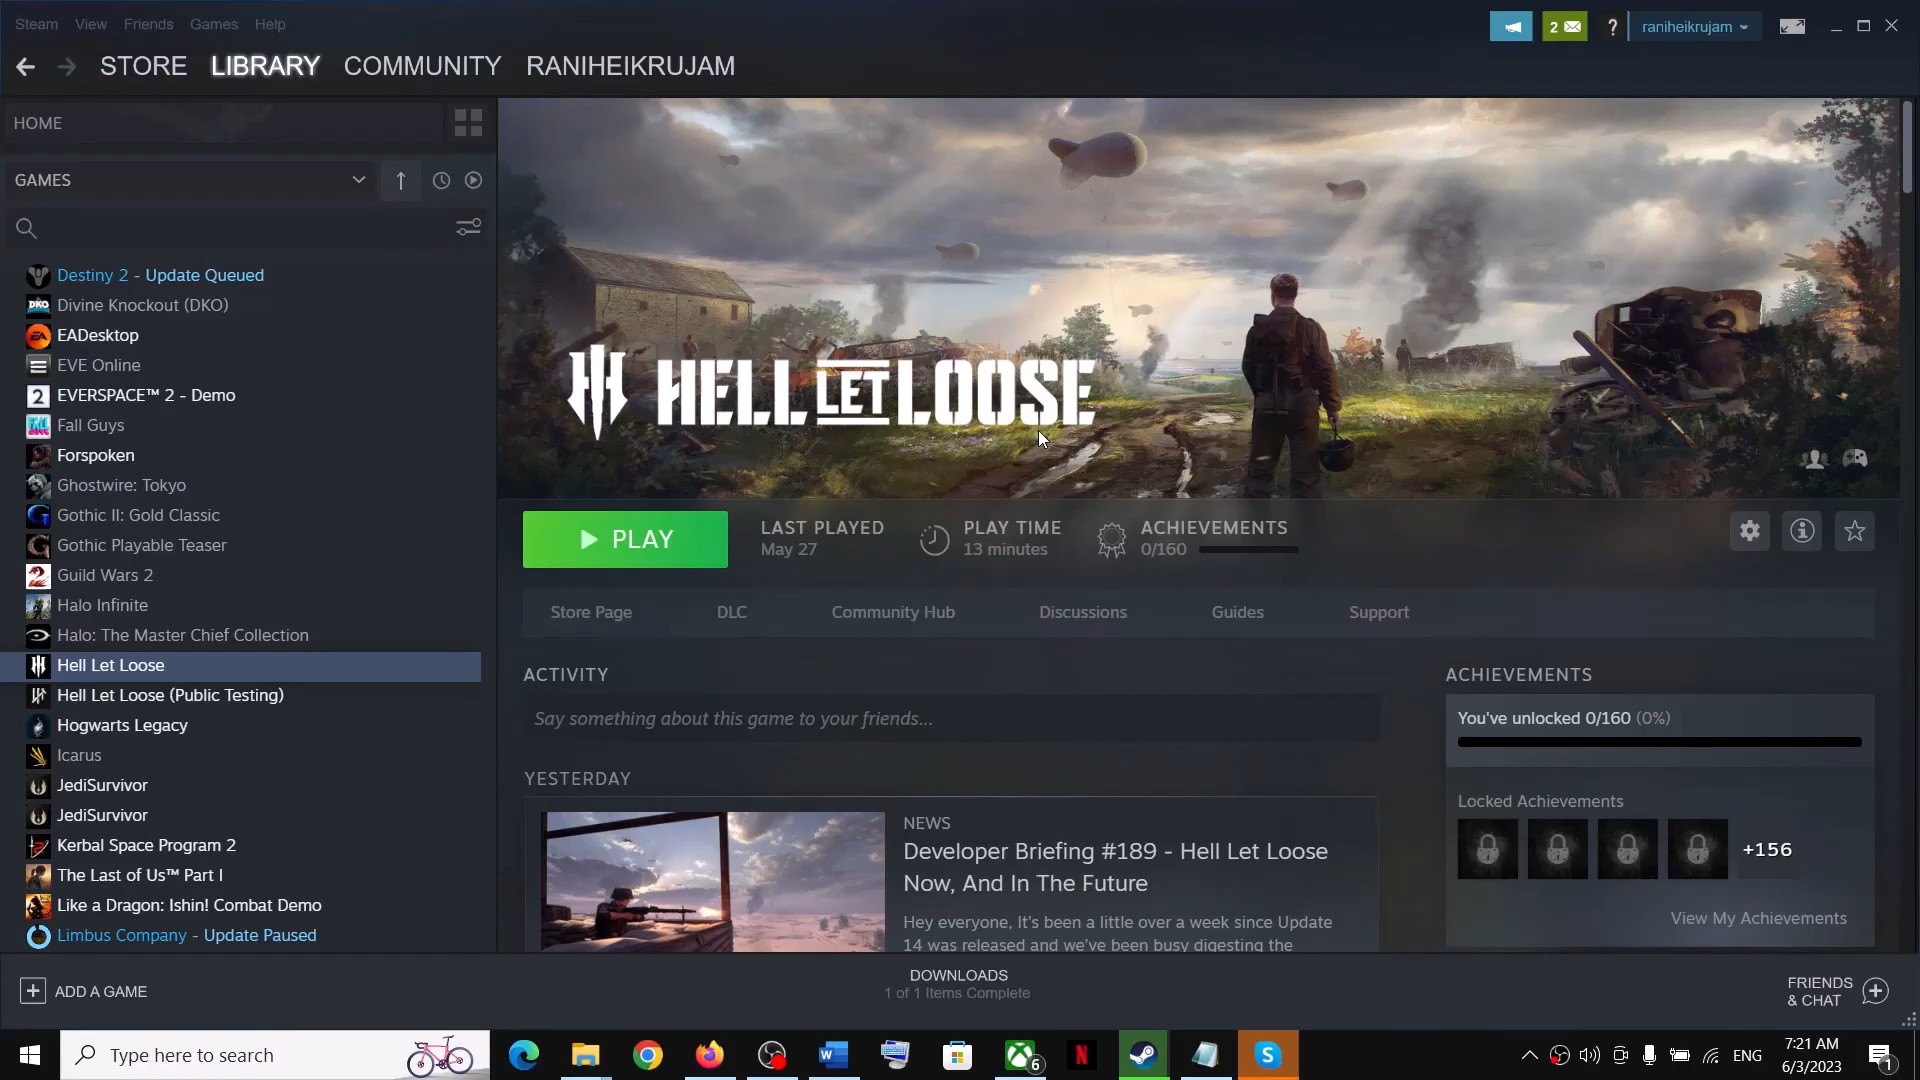 Steam View Friends Games Help
2
?
raniheikrujam
STORE LIBRARY COMMUNITY RANIHEIKRUJAM
HOME
GAMES
Destiny 2 - Update Queued
Divine Knockout (DKO)
EADesktop
EVE Online
EVERSPACE™ 2 - Demo
Fall Guys
Forspoken
Ghostwire: Tokyo
Gothic II: Gold Classic
Gothic Playable Teaser
Guild Wars 2
Halo Infinite
Halo: The Master Chief Collection
Hell Let Loose
Hell Let Loose (Public Testing)
Hogwarts Legacy
Icarus
JediSurvivor
JediSurvivor
Kerbal Space Program 2
The Last of Us™ Part I
Like a Dragon: Ishin! Combat Demo
Limbus Company - Update Paused
HELL LET LOOSE
PLAY
LAST PLAYED
May 27
PLAY TIME
13 minutes
ACHIEVEMENTS
0/160
Store Page DLC Community Hub Discussions Guides Support
ACTIVITY
Say something about this game to your friends...
YESTERDAY
NEWS
Developer Briefing #189 - Hell Let Loose
Now, And In The Future
Hey everyone, It's been a little over a week since Update
14 was released and we've been busy digesting the
ACHIEVEMENTS
You've unlocked 0/160 (0%)
Locked Achievements
+156
View My Achievements
ADD A GAME
DOWNLOADS
1 of 1 Items Complete
FRIENDS
& CHAT
Type here to search
6
ENG
7:21 AM
6/3/2023
1